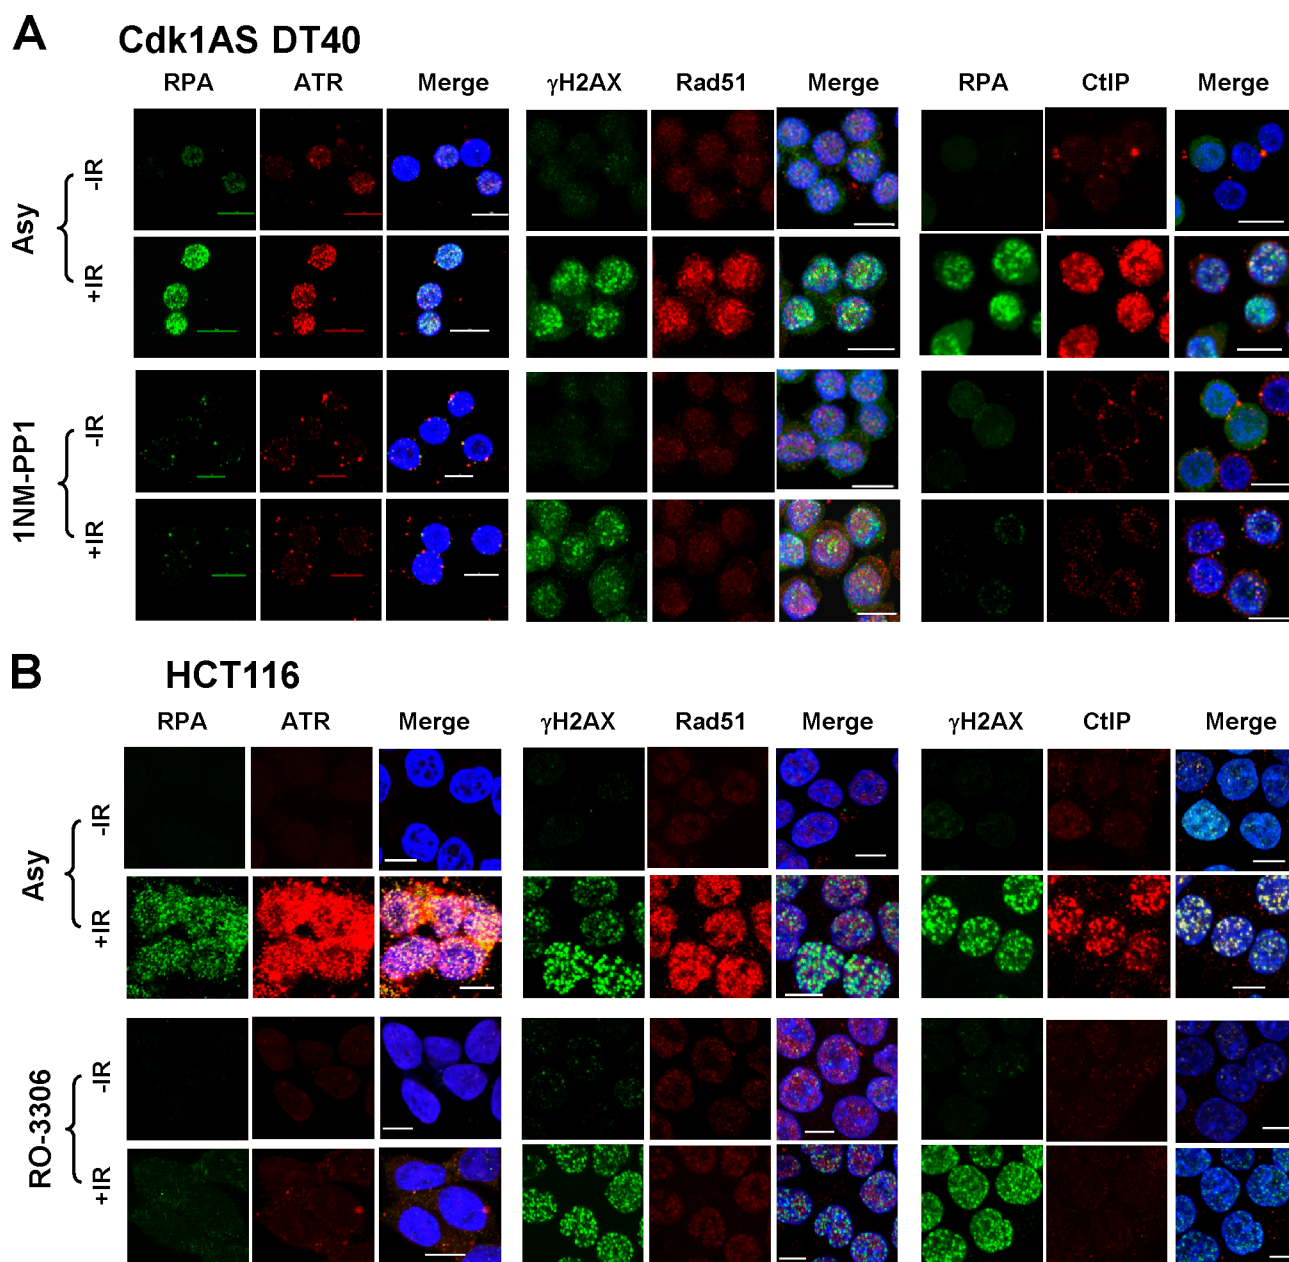 A Cdk1AS DT40
RPA ATR Merge γH2AX Rad51 Merge RPA CtIP Merge
Asy
-IR
+IR
1NM-PP1
-IR
+IR
B HCT116
RPA ATR Merge γH2AX Rad51 Merge γH2AX CtIP Merge
Asy
-IR
+IR
RO-3306
-IR
+IR